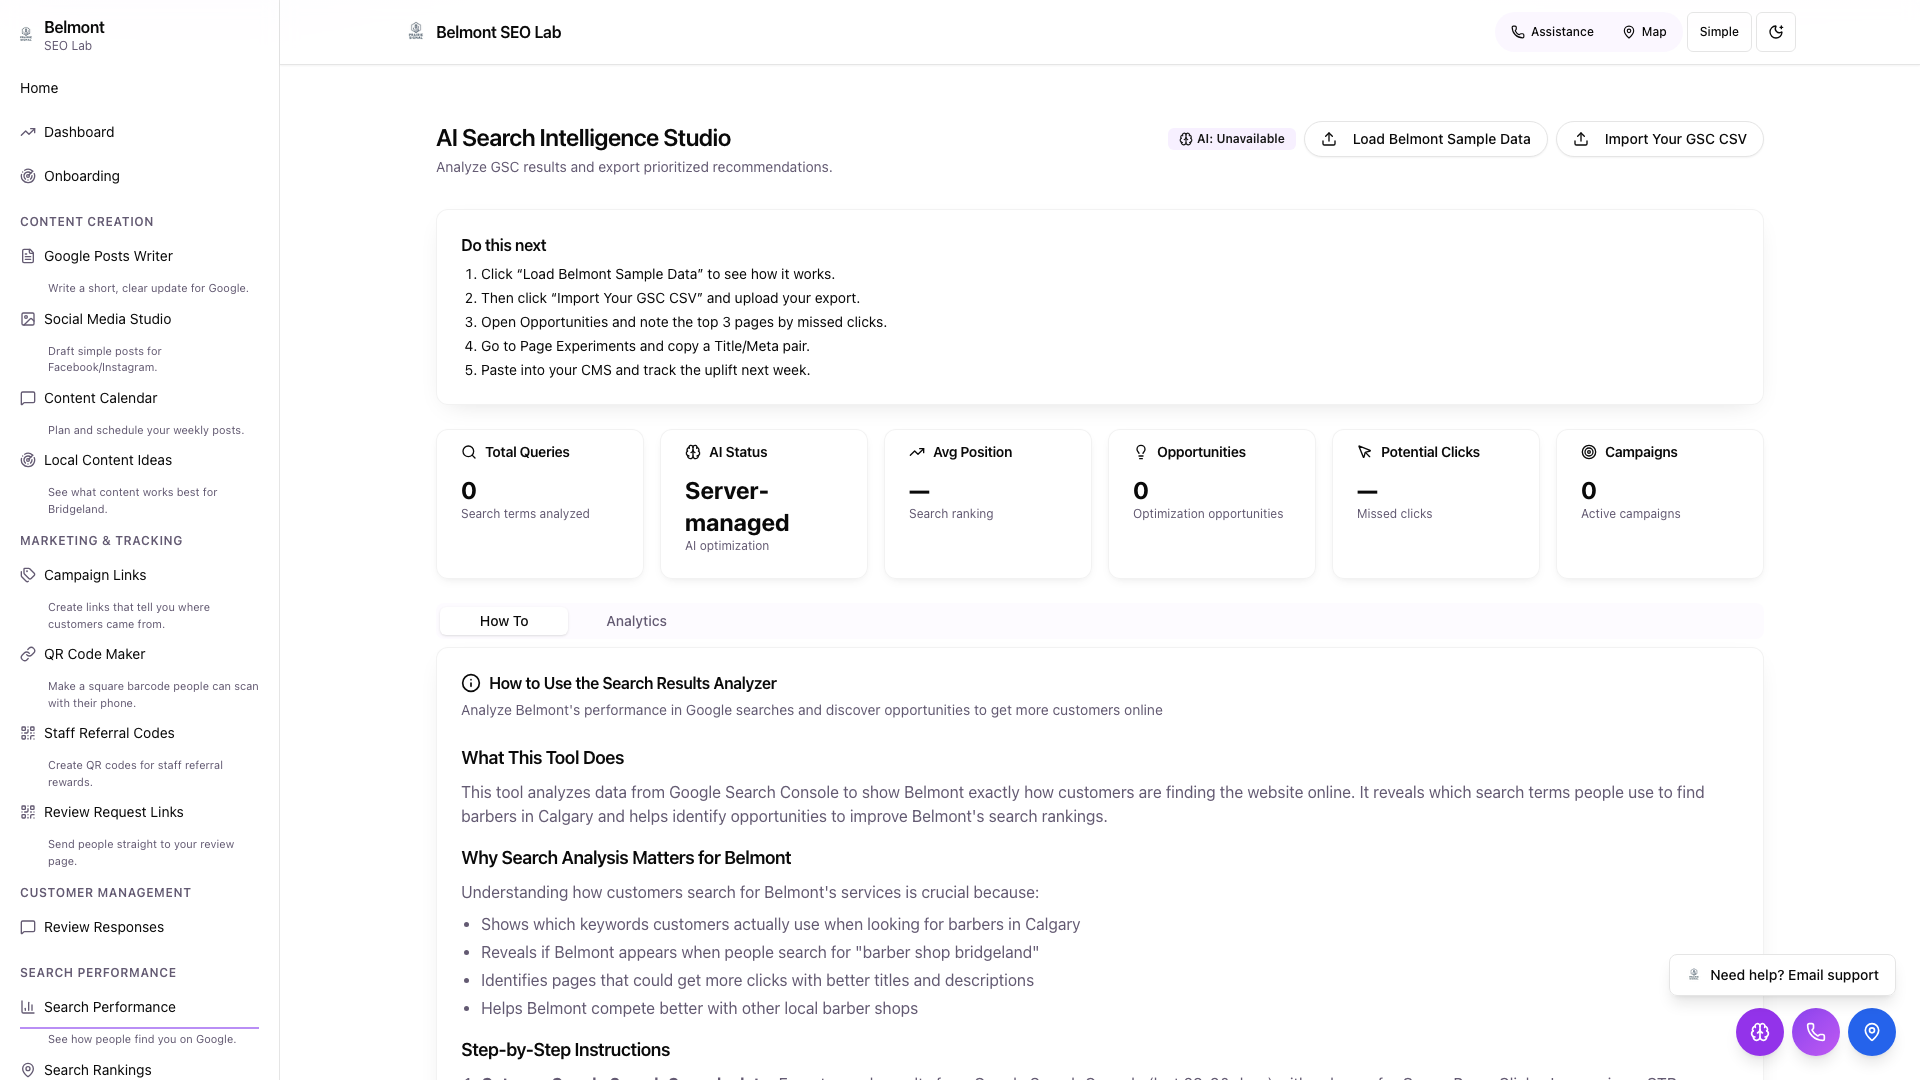 Belmont
SEO Lab
Home
Dashboard
Onboarding
CONTENT CREATION
Google Posts Writer
Write a short, clear update for Google.
Social Media Studio
Draft simple posts for
Facebook/Instagram.
Content Calendar
Plan and schedule your weekly posts.
Local Content Ideas
See what content works best for
Bridgeland.
MARKETING & TRACKING
Campaign Links
Create links that tell you where
customers came from.
QR Code Maker
Make a square barcode people can scan
with their phone.
Staff Referral Codes
Create QR codes for staff referral
rewards.
Review Request Links
Send people straight to your review
page.
CUSTOMER MANAGEMENT
Review Responses
SEARCH PERFORMANCE
Search Performance
See how people find you on Google.
Search Rankings
Belmont SEO Lab
Assistance
Map
Simple
AI Search Intelligence Studio
Analyze GSC results and export prioritized recommendations.
AI: Unavailable
Load Belmont Sample Data
Import Your GSC CSV
Do this next
1. Click “Load Belmont Sample Data” to see how it works.
2. Then click “Import Your GSC CSV” and upload your export.
3. Open Opportunities and note the top 3 pages by missed clicks.
4. Go to Page Experiments and copy a Title/Meta pair.
5. Paste into your CMS and track the uplift next week.
Total Queries
0
Search terms analyzed
AI Status
Server-
managed
AI optimization
Avg Position
—
Search ranking
Opportunities
0
Optimization opportunities
Potential Clicks
—
Missed clicks
Campaigns
0
Active campaigns
How To
Analytics
How to Use the Search Results Analyzer
Analyze Belmont's performance in Google searches and discover opportunities to get more customers online
What This Tool Does
This tool analyzes data from Google Search Console to show Belmont exactly how customers are finding the website online. It reveals which search terms people use to find
barbers in Calgary and helps identify opportunities to improve Belmont's search rankings.
Why Search Analysis Matters for Belmont
Understanding how customers search for Belmont's services is crucial because:
• Shows which keywords customers actually use when looking for barbers in Calgary
• Reveals if Belmont appears when people search for "barber shop bridgeland"
• Identifies pages that could get more clicks with better titles and descriptions
• Helps Belmont compete better with other local barber shops
Step-by-Step Instructions
Need help? Email support